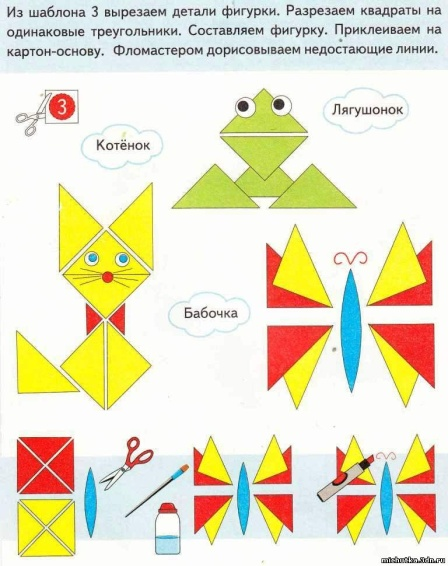 Из шаблона 3 вырезаем детали фигурки. Разрезаем квадраты на
одинаковые треугольники. Составляем фигурку. Приклеиваем на
картон-основу. Фломастером дорисовываем недостающие линии.
3
Лягушонок
Котёнок
Бабочка
mishutka.3dn.ru